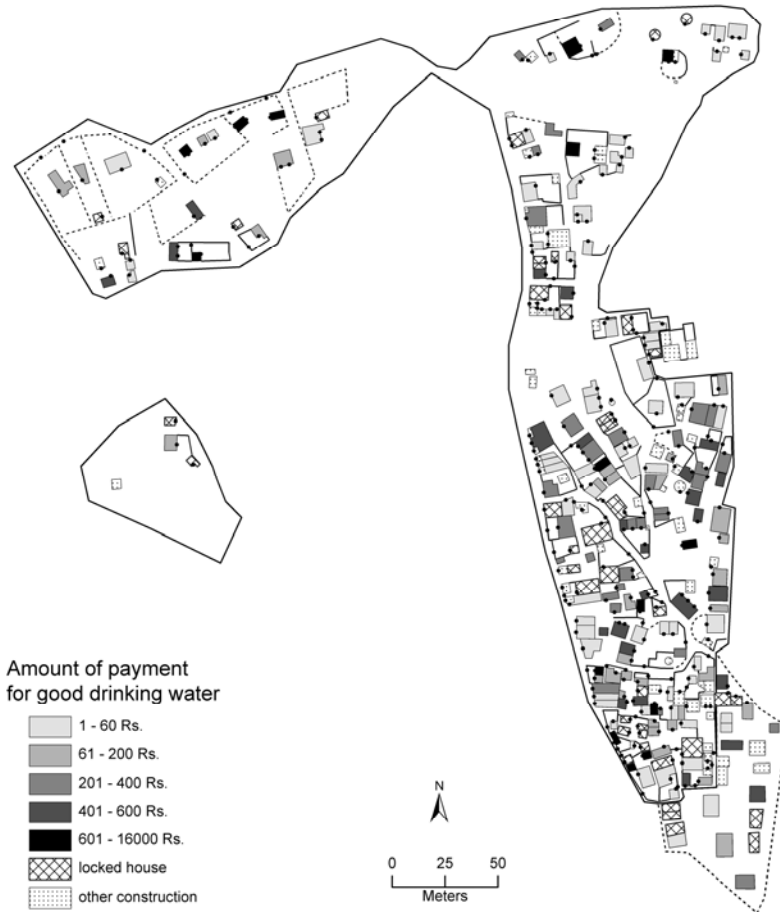 Amount of payment
for good drinking water
1 - 60 Rs.
61 - 200 Rs.
201 - 400 Rs.
401 - 600 Rs.
601 - 16000 Rs.
locked house
other construction
N
0 25 50
Meters